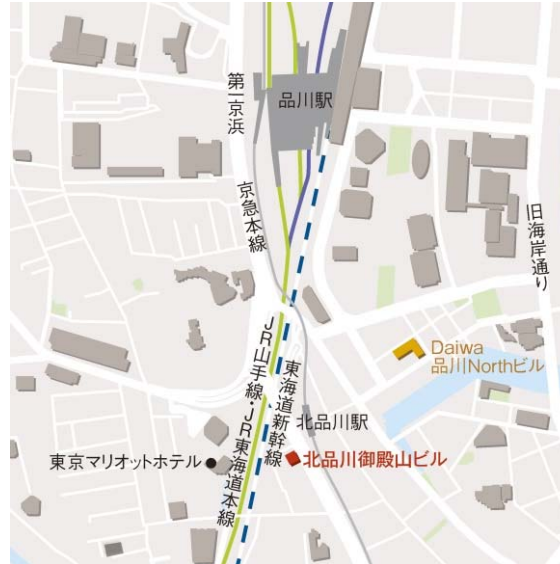 品川駅
第一京浜
京急本線
旧海岸通り
Daiwa
品川Northビル
JR山手線・JR東海道本線
東海道新幹線
北品川駅
東京マリオットホテル
北品川御殿山ビル